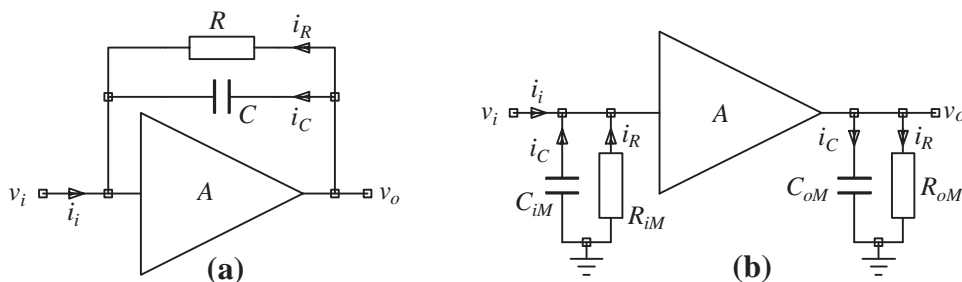 R
i_R
C
i_C
v_i
i_i
A
v_o
(a)
v_i
i_i
A
v_o
i_C
i_R
C_iM
R_iM
i_C
i_R
C_oM
R_oM
(b)